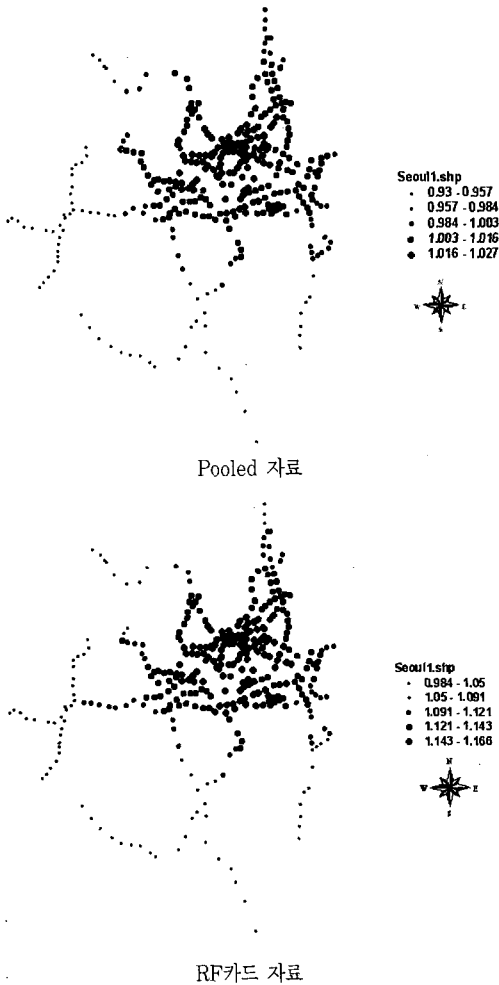 Seoul1.shp
0.93 - 0.957
0.957 - 0.984
0.984 - 1.003
1.003 - 1.016
1.016 - 1.027
N
W E
S
Pooled 자료
Seoul1.shp
0.984 - 1.05
1.05 - 1.091
1.091 - 1.121
1.121 - 1.143
1.143 - 1.166
N
W E
S
RF카드 자료